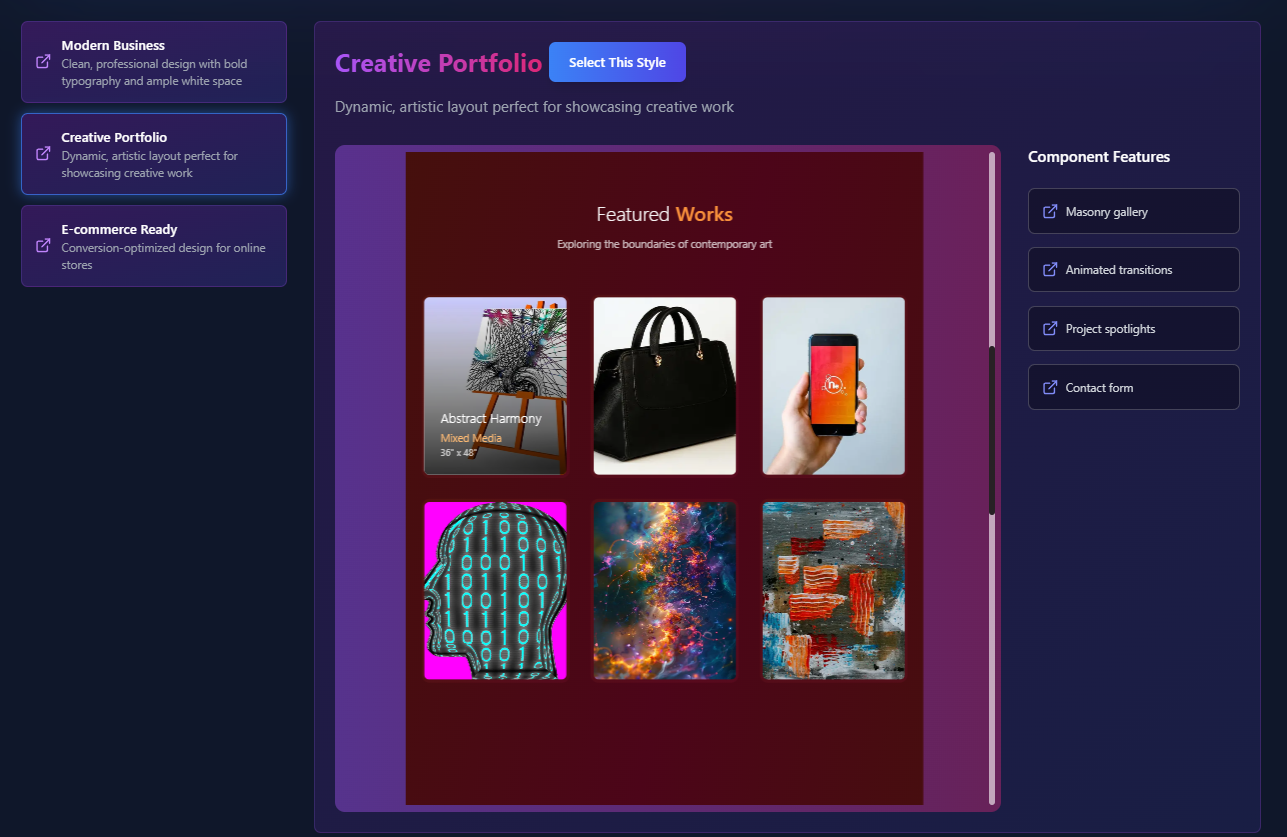 Modern Business
Clean, professional design with bold
typography and ample white space
Creative Portfolio
Dynamic, artistic layout perfect for
showcasing creative work
E-commerce Ready
Conversion-optimized design for online
stores
Creative Portfolio
Select This Style
Dynamic, artistic layout perfect for showcasing creative work
Featured Works
Exploring the boundaries of contemporary art
Abstract Harmony
Mixed Media
36" x 48"
Component Features
Masonry gallery
Animated transitions
Project spotlights
Contact form